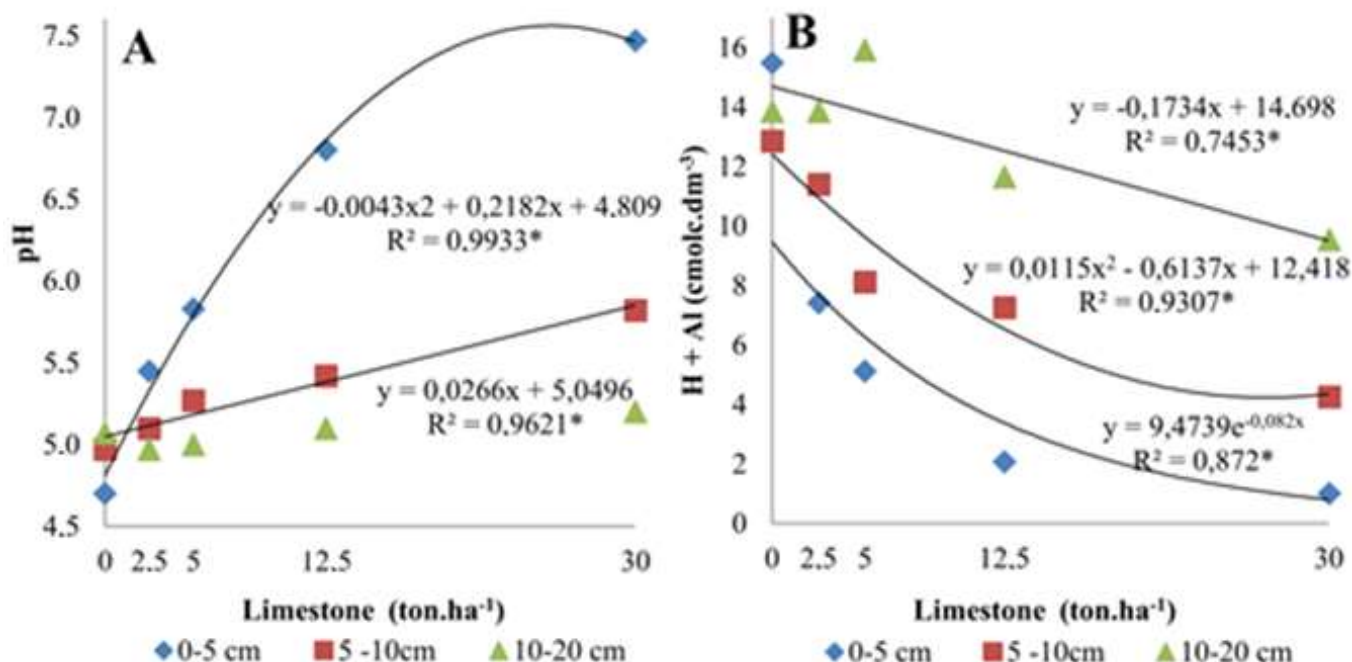 A
7.5
7.0
6.5
6.0
5.5
5.0
4.5
pH
y = -0.0043x2 + 0,2182x + 4.809
R² = 0.9933*
y = 0,0266x + 5,0496
R² = 0,9621*
0 2.5 5 12.5 30
Limestone (ton.ha⁻¹)
0-5 cm 5 -10cm 10-20 cm
B
16
14
12
10
8
6
4
2
0
H + Al (cmolc.dm⁻³)
y = -0,1734x + 14,698
R² = 0,7453*
y = 0,0115x² - 0,6137x + 12,418
R² = 0,9307*
y = 9,4739e⁻⁰,⁰⁸²ˣ
R² = 0,872*
0 2.5 5 12.5 30
Limestone (ton.ha⁻¹)
0-5 cm 5 -10cm 10-20 cm